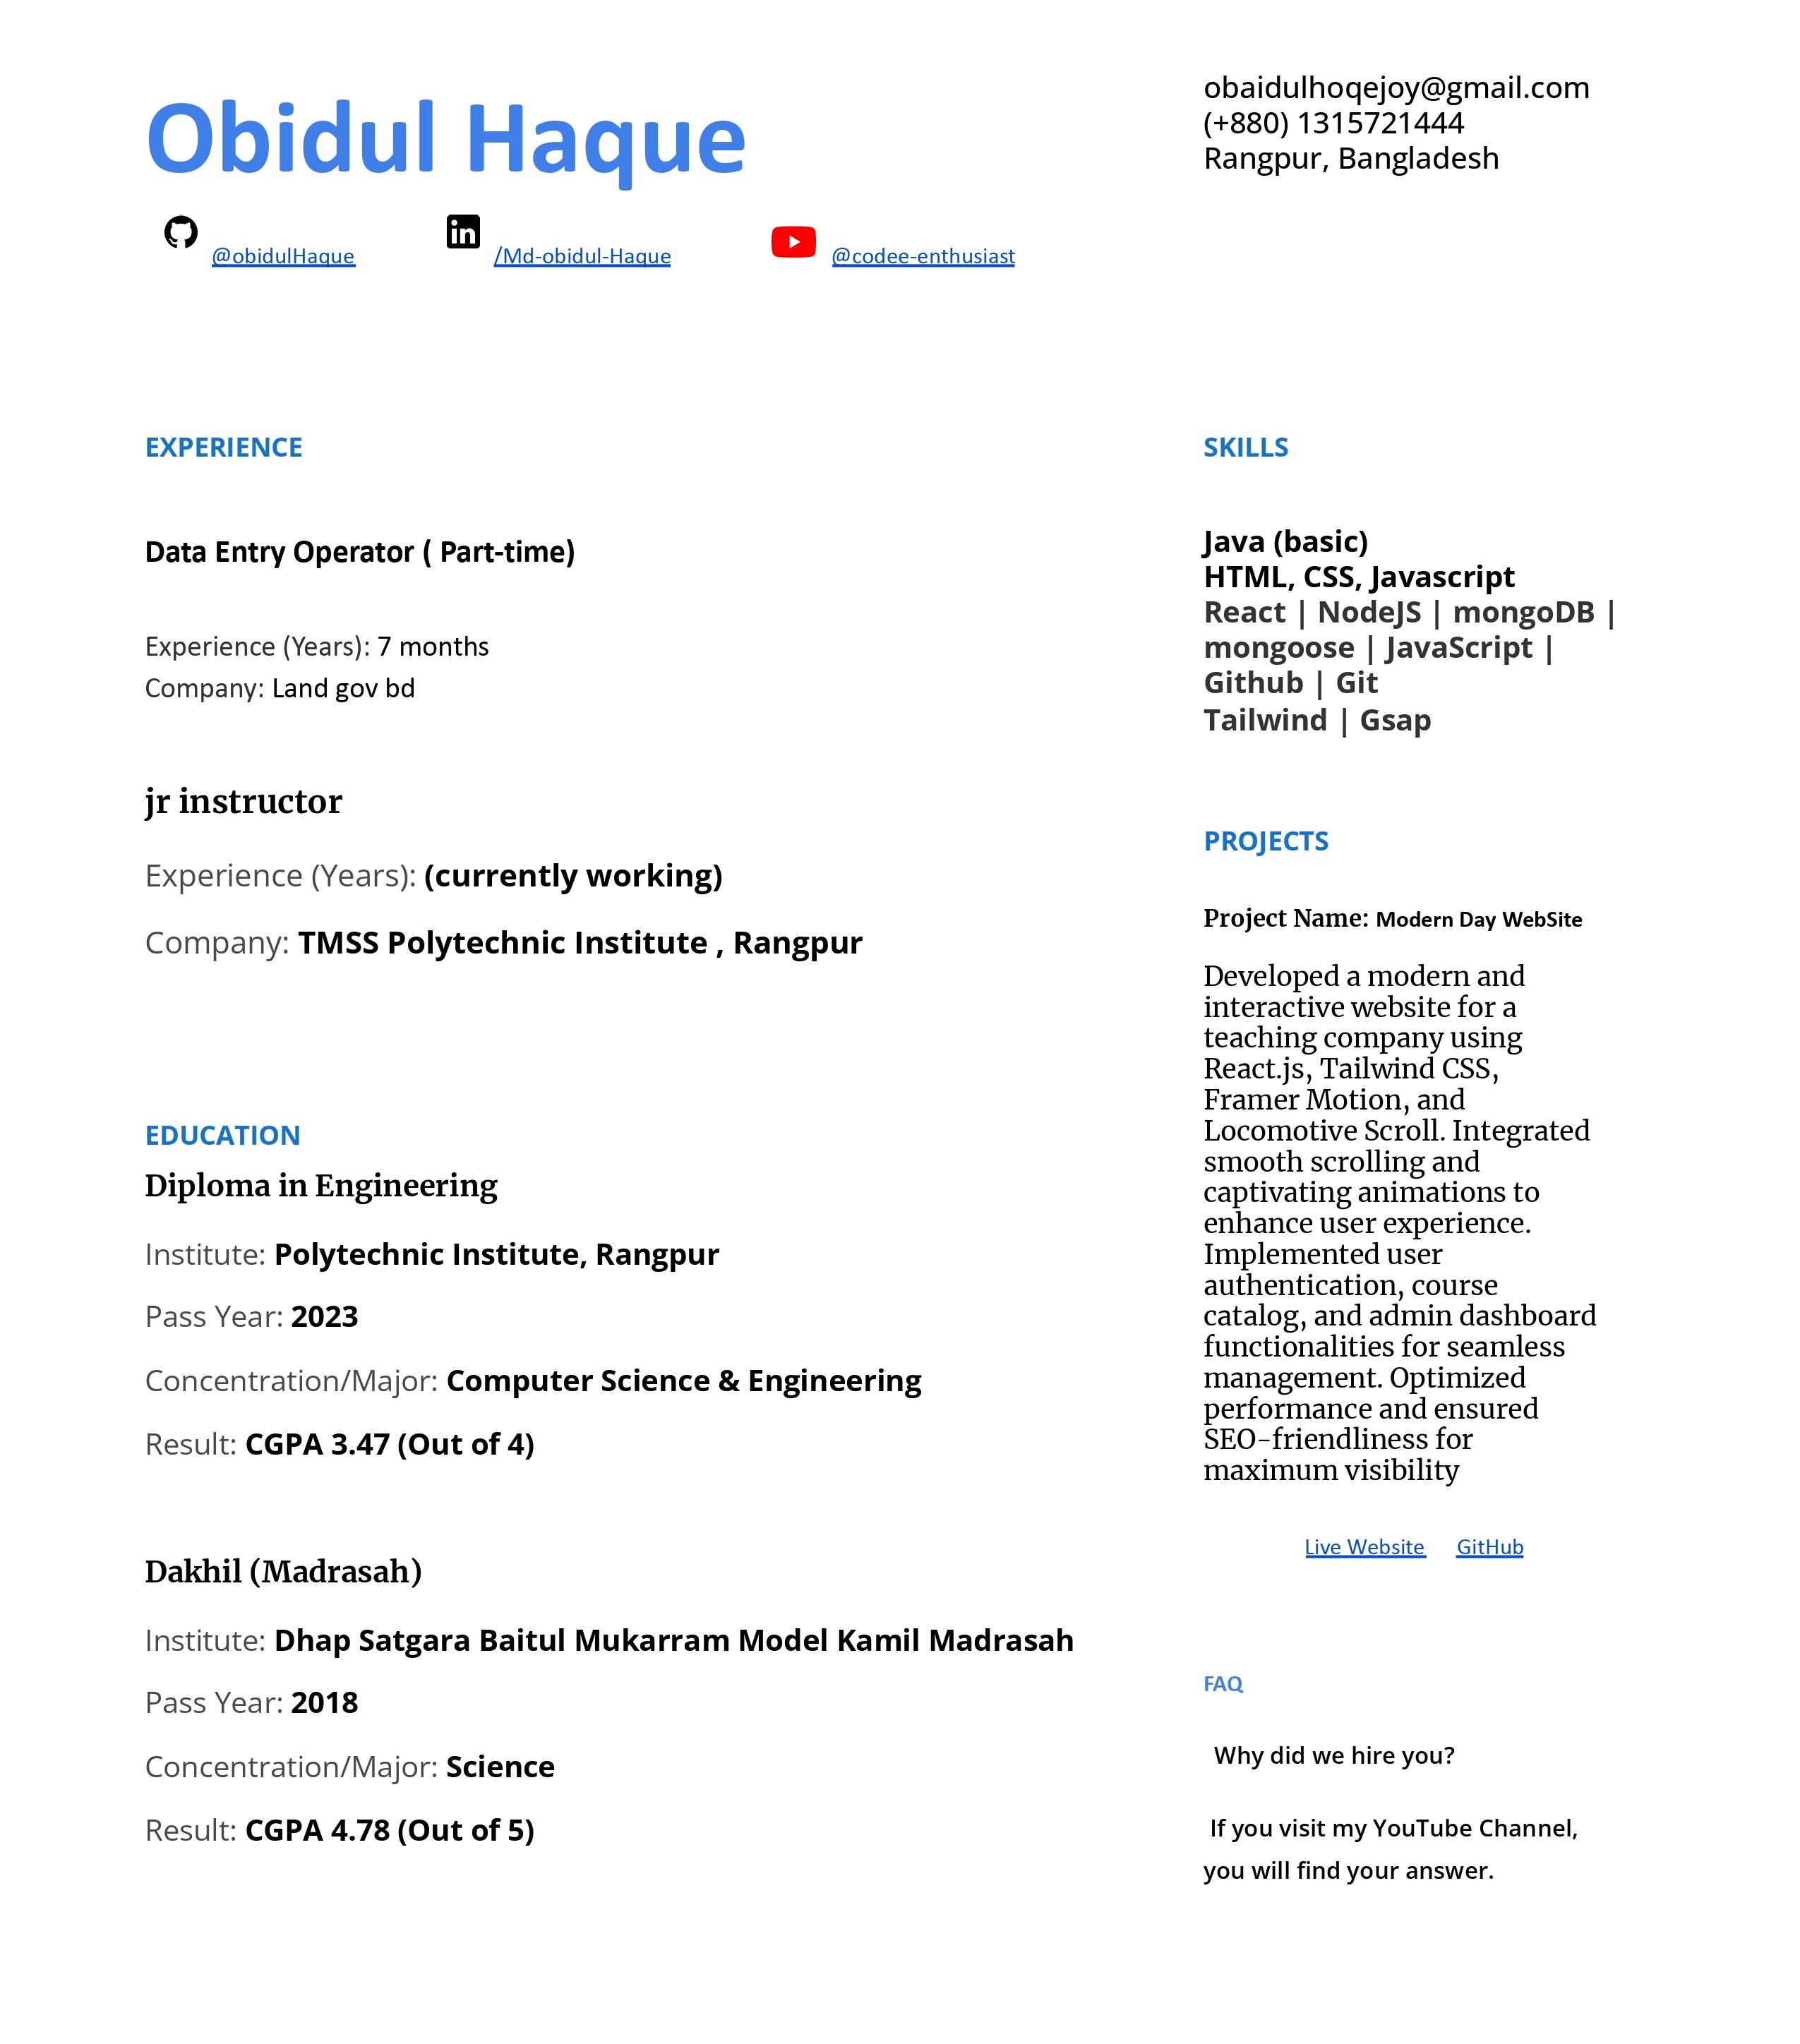 Obidul Haque
@obidulHaque
/Md-obidul-Haque
@codee-enthusiast
obaidulhoqejoy@gmail.com
(+880) 1315721444
Rangpur, Bangladesh
EXPERIENCE
Data Entry Operator ( Part-time)
Experience (Years): 7 months
Company: Land gov bd
jr instructor
Experience (Years): (currently working)
Company: TMSS Polytechnic Institute , Rangpur
EDUCATION
Diploma in Engineering
Institute: Polytechnic Institute, Rangpur
Pass Year: 2023
Concentration/Major: Computer Science & Engineering
Result: CGPA 3.47 (Out of 4)
Dakhil (Madrasah)
Institute: Dhap Satgara Baitul Mukarram Model Kamil Madrasah
Pass Year: 2018
Concentration/Major: Science
Result: CGPA 4.78 (Out of 5)
SKILLS
Java (basic)
HTML, CSS, Javascript
React | NodeJS | mongoDB |
mongoose | JavaScript |
Github | Git
Tailwind | Gsap
PROJECTS
Project Name: Modern Day WebSite
Developed a modern and
interactive website for a
teaching company using
React.js, Tailwind CSS,
Framer Motion, and
Locomotive Scroll. Integrated
smooth scrolling and
captivating animations to
enhance user experience.
Implemented user
authentication, course
catalog, and admin dashboard
functionalities for seamless
management. Optimized
performance and ensured
SEO-friendliness for
maximum visibility
Live Website GitHub
FAQ
Why did we hire you?
If you visit my YouTube Channel,
you will find your answer.